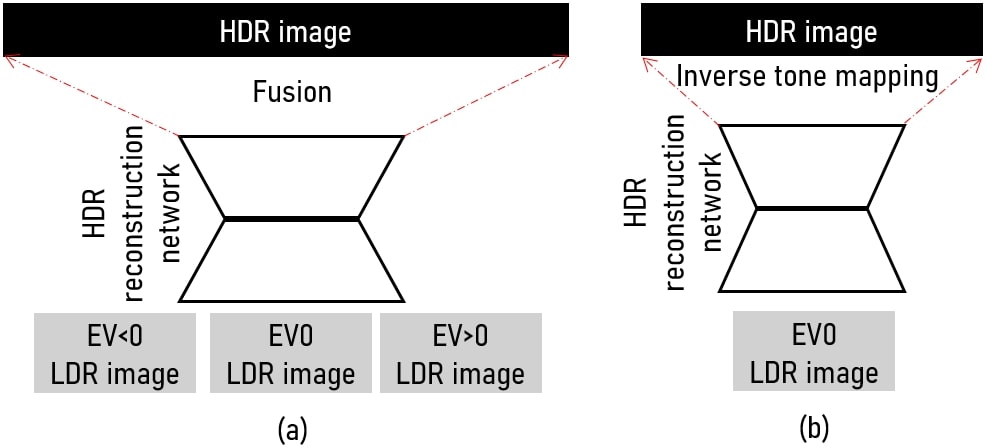 HDR image
Fusion
HDR
reconstruction
network
EV<0
LDR image
EV0
LDR image
EV>0
LDR image
(a)
HDR image
Inverse tone mapping
HDR
reconstruction
network
EV0
LDR image
(b)